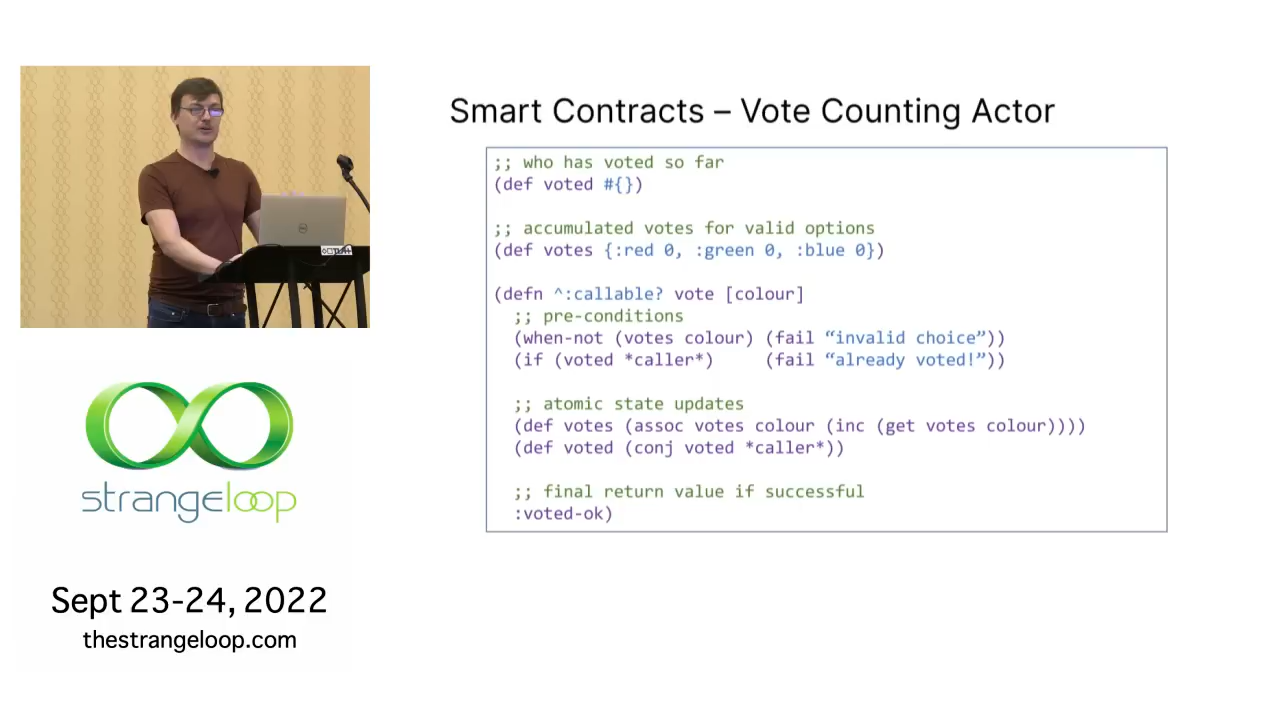 Smart Contracts – Vote Counting Actor
;; who has voted so far
(def voted #{})
;; accumulated votes for valid options
(def votes {:red 0, :green 0, :blue 0})
(defn ^:callable? vote [colour]
;; pre-conditions
(when-not (votes colour) (fail “invalid choice”))
(if (voted *caller*) (fail “already voted!”))
;; atomic state updates
(def votes (assoc votes colour (inc (get votes colour))))
(def voted (conj voted *caller*))
;; final return value if successful
:voted-ok)
strangeloop
Sept 23-24, 2022
thestrangeloop.com